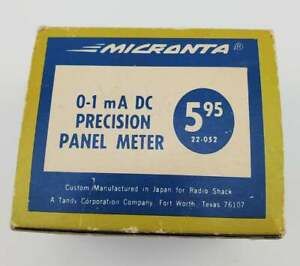 MICRONTA®
0-1 mA DC
PRECISION
PANEL METER
5 95
22-052
Custom Manufactured in Japan for Radio Shack
A Tandy Corporation Company, Fort Worth, Texas 76107